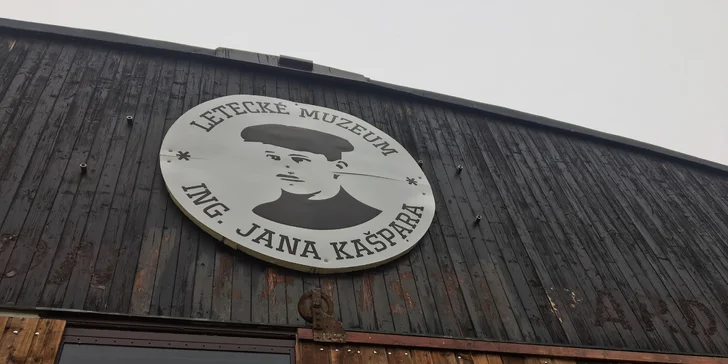 LETECKÉ MUZEUM
ING. JANA KAŠPARA